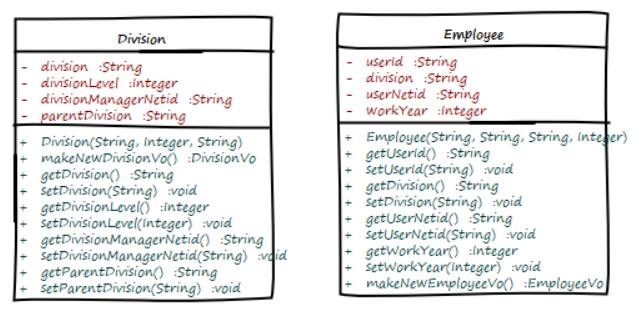 Division
- division :String
- divisionLevel :Integer
- divisionManagerNetid :String
- parentDivision :String
+ Division(String, Integer, String)
+ makeNewDivisionVo() :DivisionVo
+ getDivision() :String
+ setDivision(String) :void
+ getDivisionLevel() :Integer
+ setDivisionLevel(Integer) :void
+ getDivisionManagerNetid() :String
+ setDivisionManagerNetid(String) :void
+ getParentDivision() :String
+ setParentDivision(String) :void
Employee
- userId :String
- division :String
- userNetid :String
- workYear :Integer
+ Employee(String, String, String, Integer)
+ getUserId() :String
+ setUserId(String) :void
+ getDivision() :String
+ setDivision(String) :void
+ getUserNetid() :String
+ setUserNetid(String) :void
+ getWorkYear() :Integer
+ setWorkYear(Integer) :void
+ makeNewEmployeeVo() :EmployeeVo